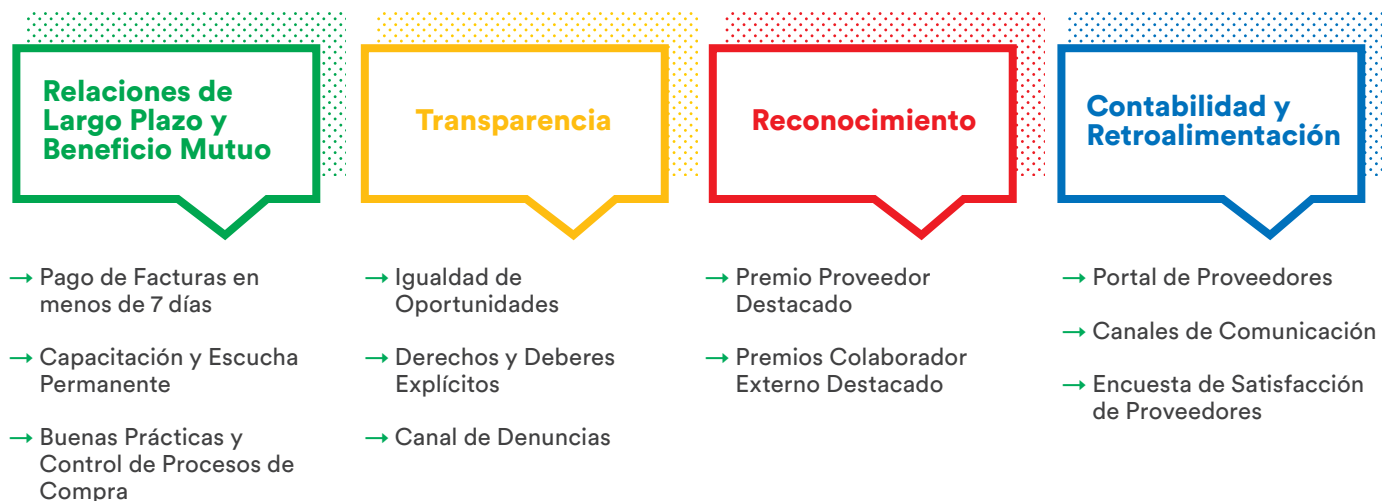 Relaciones de
Largo Plazo y
Beneficio Mutuo
→ Pago de Facturas en
menos de 7 días
→ Capacitación y Escucha
Permanente
→ Buenas Prácticas y
Control de Procesos de
Compra
Transparencia
→ Igualdad de
Oportunidades
→ Derechos y Deberes
Explícitos
→ Canal de Denuncias
Reconocimiento
→ Premio Proveedor
Destacado
→ Premios Colaborador
Externo Destacado
Contabilidad y
Retroalimentación
→ Portal de Proveedores
→ Canales de Comunicación
→ Encuesta de Satisfacción
de Proveedores